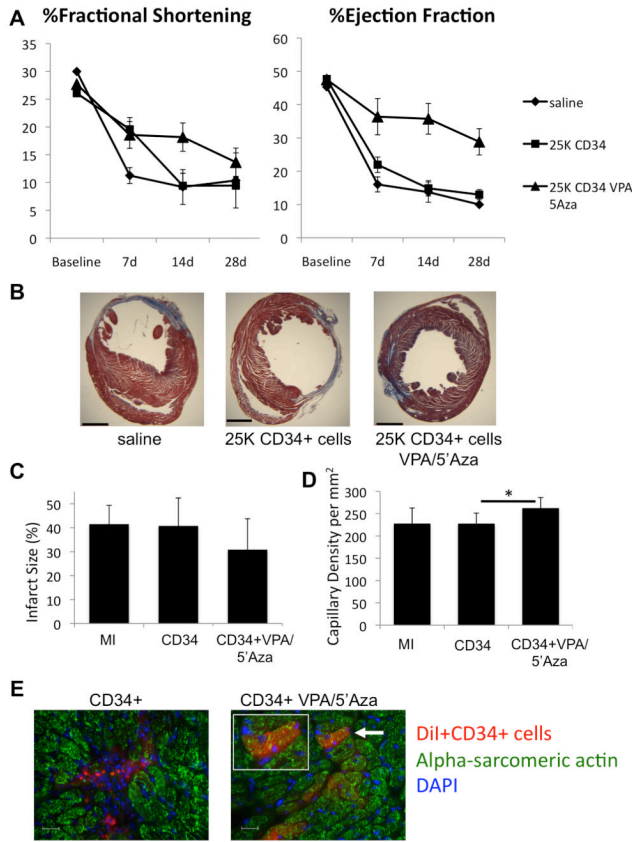 A
%Fractional Shortening
%Ejection Fraction
35
30
25
20
15
10
5
0
Baseline 7d 14d 28d
60
50
40
30
20
10
0
Baseline 7d 14d 28d
saline
25K CD34
25K CD34 VPA
5Aza
B
saline
25K CD34+ cells
25K CD34+ cells
VPA/5'Aza
C
Infarct Size (%)
50
40
30
20
10
0
MI
CD34
CD34+VPA/
5'Aza
D
Capillary Density per mm²
300
250
200
150
100
50
0
*
MI
CD34
CD34+VPA/
5'Aza
E
CD34+
CD34+ VPA/5'Aza
DiI+CD34+ cells
Alpha-sarcomeric actin
DAPI